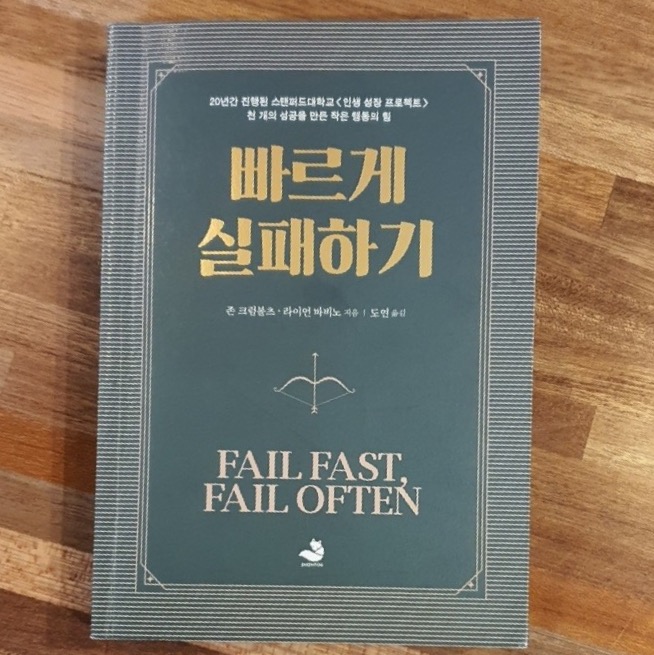 20년간 진행된 스탠퍼드대학교 <인생 성장 프로젝트>
천 개의 성공을 만든 작은 행동의 힘
빠르게
실패하기
존 크럼볼츠·라이언 바비노 지음 | 도연 옮김
FAIL FAST,
FAIL OFTEN